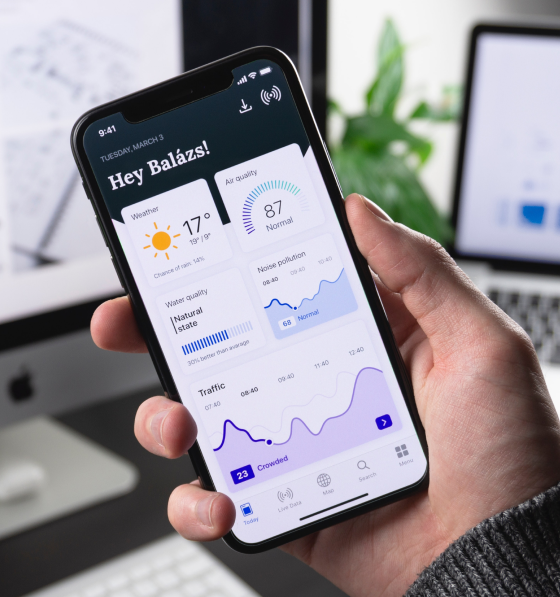 9:41
TUESDAY, MARCH 3
Hey Balázs!
Weather
17°
19° / 9°
Chance of rain: 14%
Air quality
87
Normal
Water quality
Natural
state
30% better than average
Noise pollution
08:40 09:40 10:40
68 Normal
Traffic
07:40 08:40 09:40 11:40 12:40
23 Crowded
Today Live Data Map Search Menu